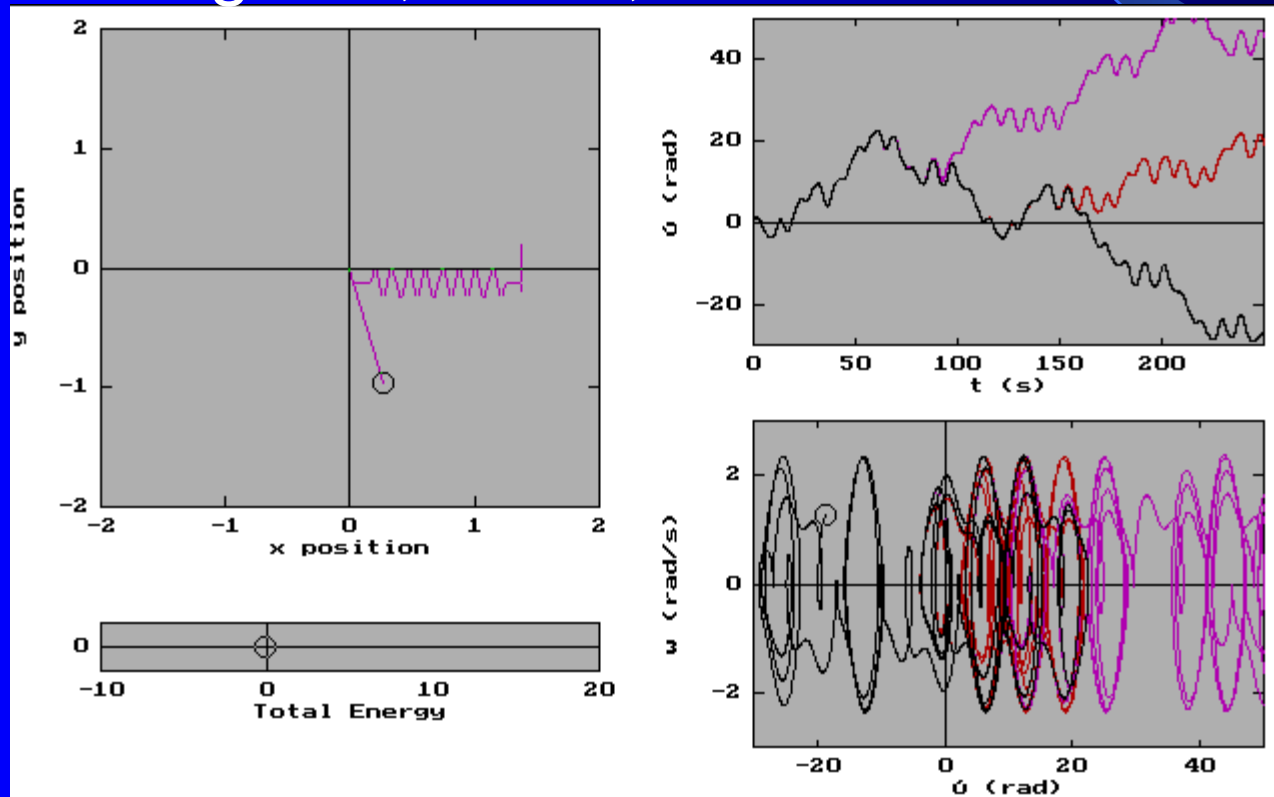 2
1
0
-1
-2
y position
-2 -1 0 1 2
x position
0
-10 0 10 20
Total Energy
40
20
0
-20
ú (rad)
0 50 100 150 200
t (s)
2
0
-2
w (rad/s)
-20 0 20 40
ú (rad)